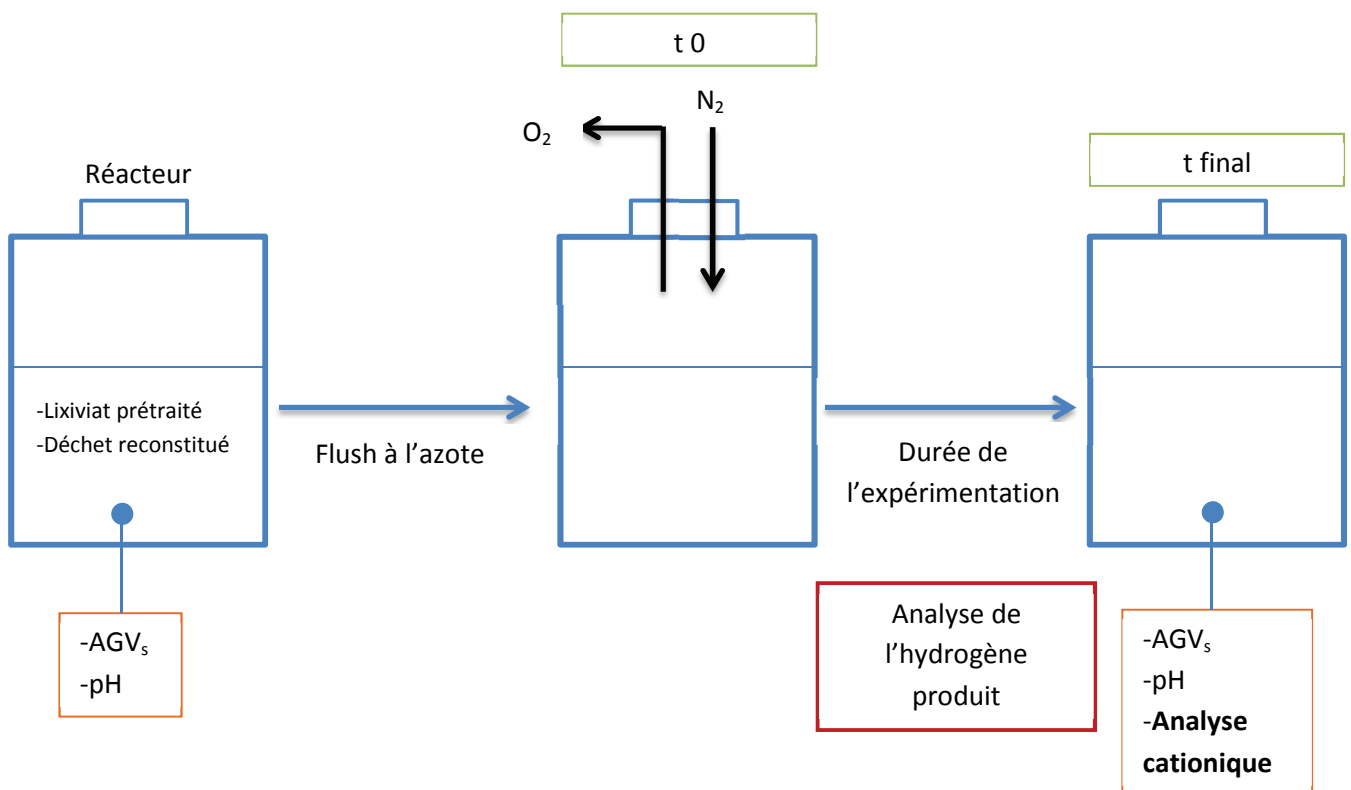 t 0
N₂
O₂
Réacteur
t final
-Lixiviat prétraité
-Déchet reconstitué
Flush à l’azote
Durée de
l’expérimentation
-AGVₛ
-pH
Analyse de
l’hydrogène
produit
-AGVₛ
-pH
-Analyse
cationique